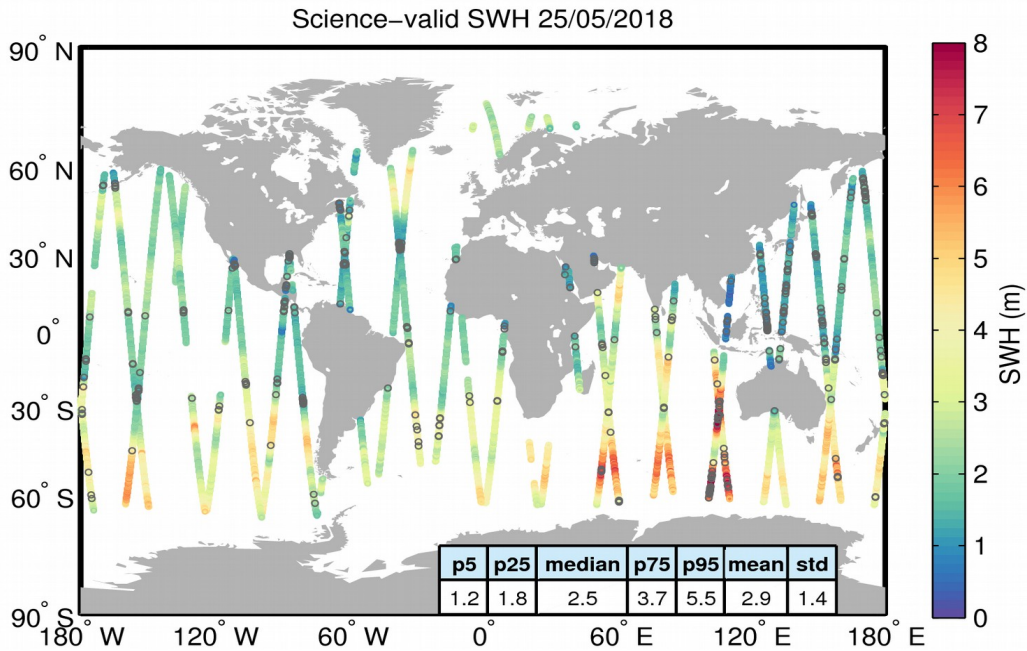 Science−valid SWH 25/05/2018
90° N
60° N
30° N
0°
30° S
60° S
90° S
180° W
120° W
60° W
0°
60° E
120° E
180° E
p5 p25 median p75 p95 mean std
1.2 1.8 2.5 3.7 5.5 2.9 1.4
8
7
6
5
4
3
2
1
0
SWH (m)